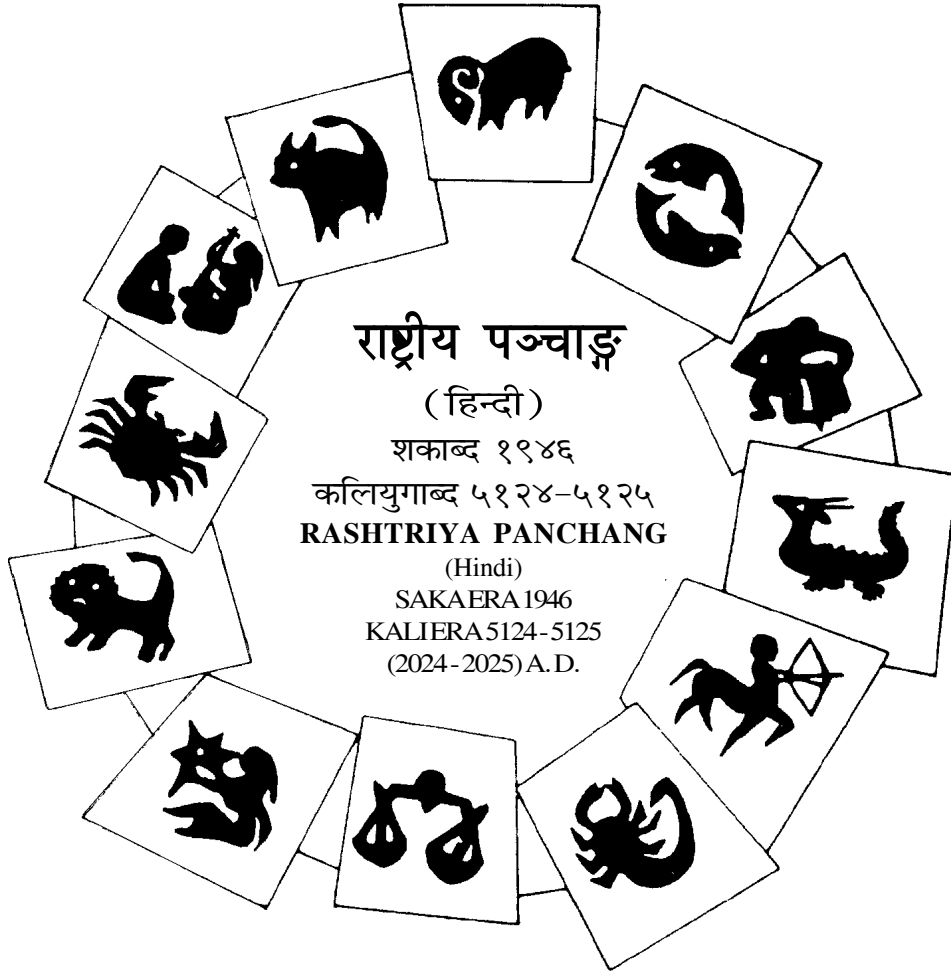 राष्ट्रीय पञ्चाङ्ग
(हिन्दी)
शकाब्द १९४६
कलियुगाब्द ५१२४-५१२५
RASHTRIYA PANCHANG
(Hindi)
SAKA ERA 1946
KALI ERA 5124 - 5125
(2024 - 2025) A. D.